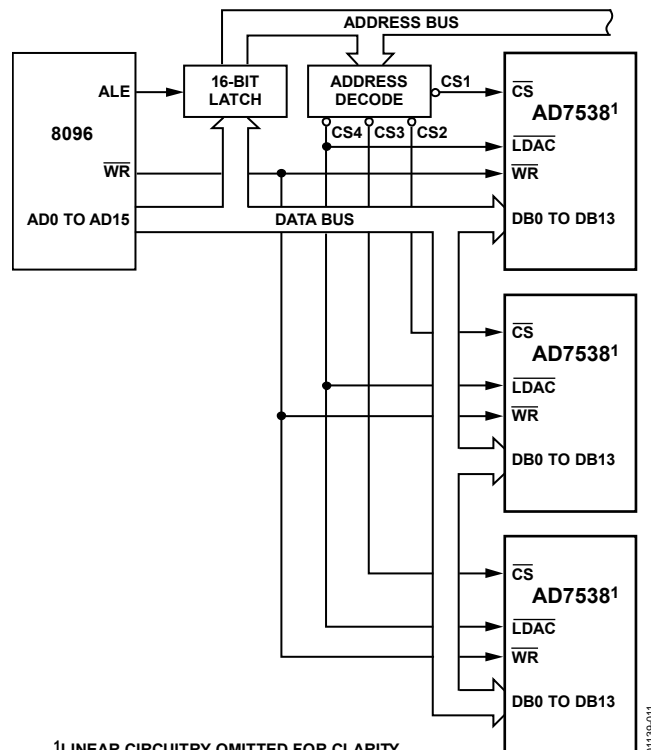 ADDRESS BUS
ALE
16-BIT
LATCH
ADDRESS
DECODE
CS1
CS
AD7538¹
8096
CS4
CS3
CS2
LDAC
WR
WR
AD0 TO AD15
DATA BUS
DB0 TO DB13
CS
AD7538¹
LDAC
WR
DB0 TO DB13
CS
AD7538¹
LDAC
WR
DB0 TO DB13
¹LINEAR CIRCUITRY OMITTED FOR CLARITY